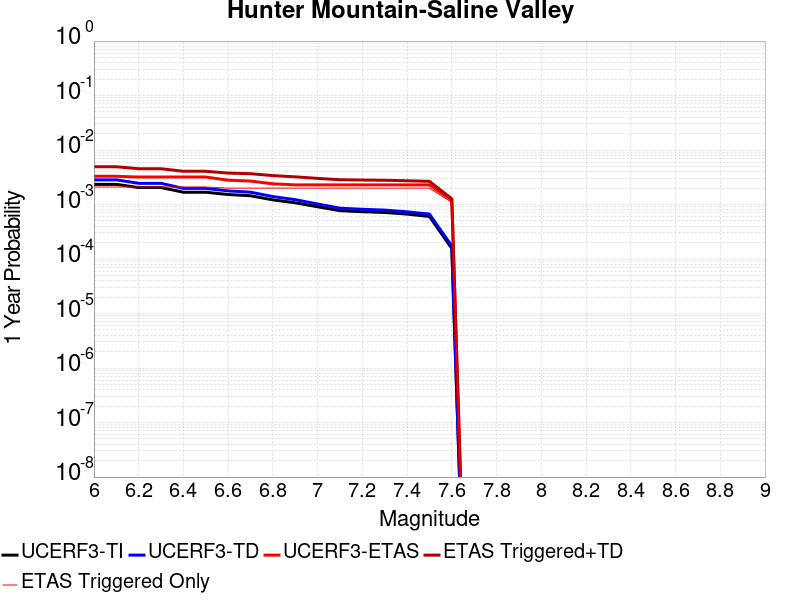 Hunter Mountain-Saline Valley
10^0
10^-1
10^-2
10^-3
10^-4
10^-5
10^-6
10^-7
10^-8
1 Year Probability
6 6.2 6.4 6.6 6.8 7 7.2 7.4 7.6 7.8 8 8.2 8.4 8.6 8.8 9
Magnitude
UCERF3-TI UCERF3-TD UCERF3-ETAS ETAS Triggered+TD
ETAS Triggered Only